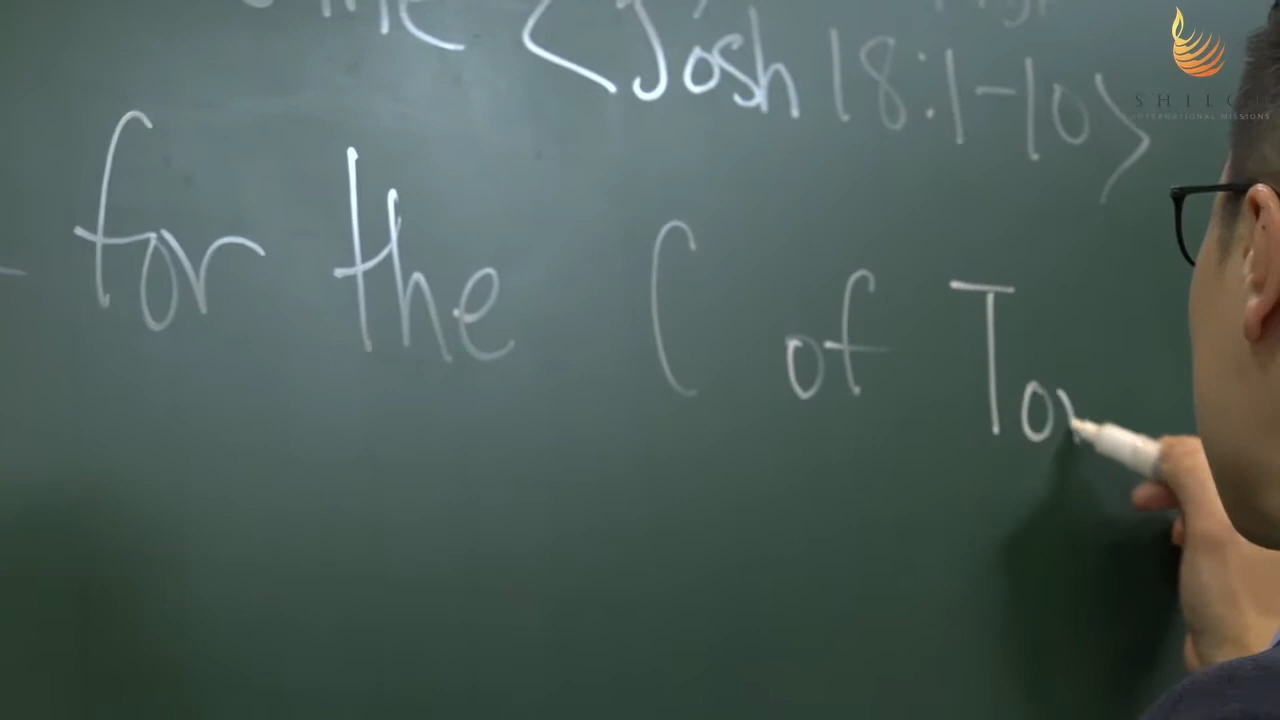 <Josh 18:1-10>
SHILOH
INTERNATIONAL MISSIONS
- for the C of To